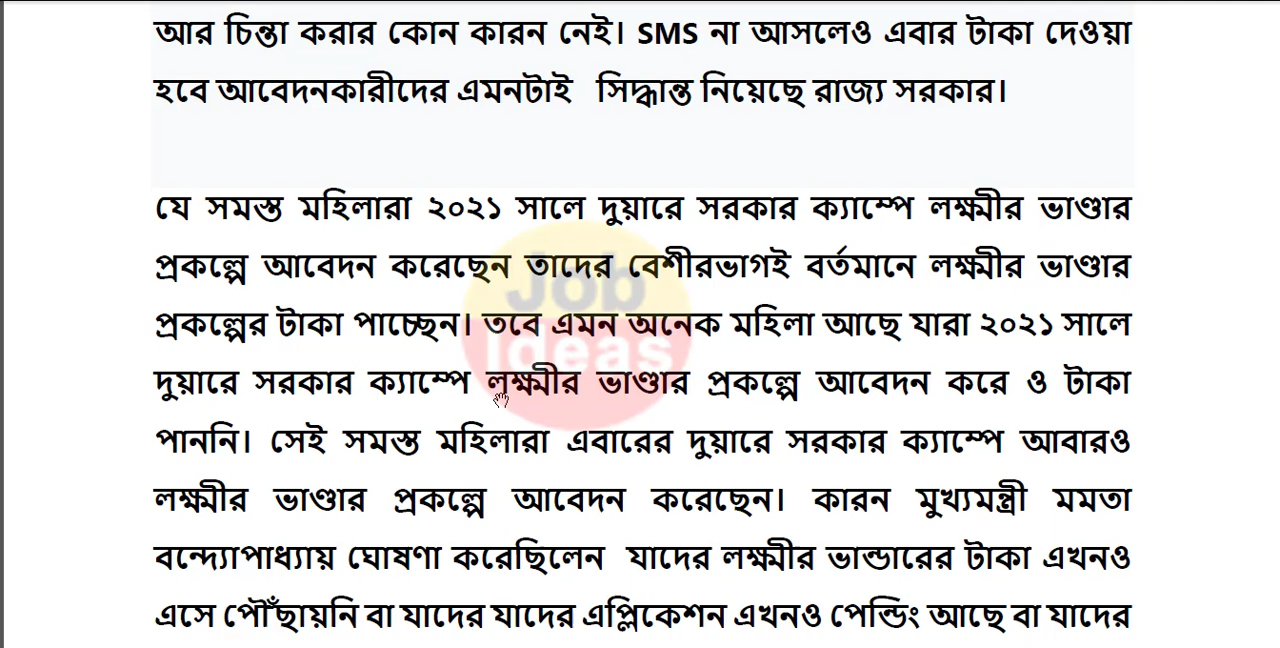 আর চিন্তা করার কোন কারন নেই। SMS না আসলেও এবার টাকা দেওয়া
হবে আবেদনকারীদের এমনটাই সিদ্ধান্ত নিয়েছে রাজ্য সরকার।
যে সমস্ত মহিলারা ২০২১ সালে দুয়ারে সরকার ক্যাম্পে লক্ষ্মীর ভাণ্ডার
প্রকল্পে আবেদন করেছেন তাদের বেশীরভাগই বর্তমানে লক্ষ্মীর ভাণ্ডার
প্রকল্পের টাকা পাচ্ছেন। তবে এমন অনেক মহিলা আছে যারা ২০২১ সালে
দুয়ারে সরকার ক্যাম্পে লক্ষ্মীর ভাণ্ডার প্রকল্পে আবেদন করে ও টাকা
পাননি। সেই সমস্ত মহিলারা এবারের দুয়ারে সরকার ক্যাম্পে আবারও
লক্ষ্মীর ভাণ্ডার প্রকল্পে আবেদন করেছেন। কারন মুখ্যমন্ত্রী মমতা
বন্দ্যোপাধ্যায় ঘোষণা করেছিলেন যাদের লক্ষ্মীর ভান্ডারের টাকা এখনও
এসে পৌঁছায়নি বা যাদের যাদের এপ্লিকেশন এখনও পেন্ডিং আছে বা যাদের
Job
Ideas